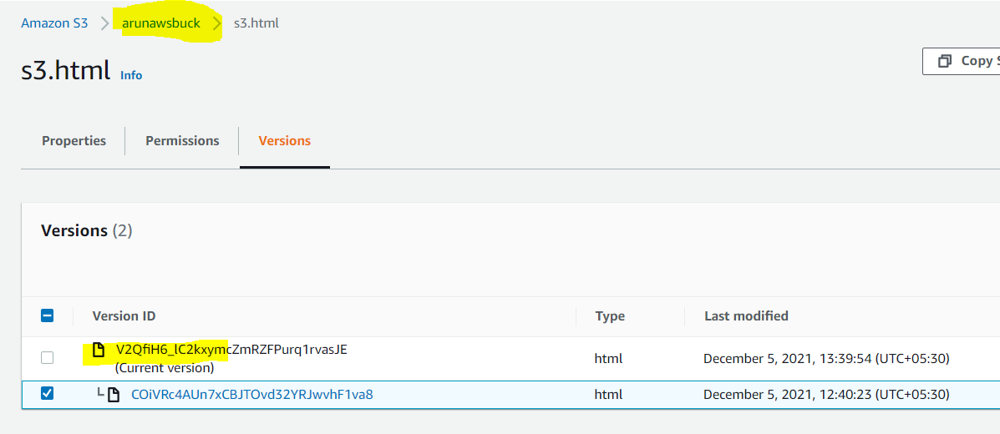 Amazon S3 > arunawsbuck > s3.html
s3.html Info
Copy S
Properties Permissions Versions
Versions (2)
Version ID Type Last modified
V2QfiH6_lC2kxymcZmRZFPurq1rvasJE
(Current version) html December 5, 2021, 13:39:54 (UTC+05:30)
COiVRc4AUn7xCBJTOvd32YRJwvhF1va8 html December 5, 2021, 12:40:23 (UTC+05:30)